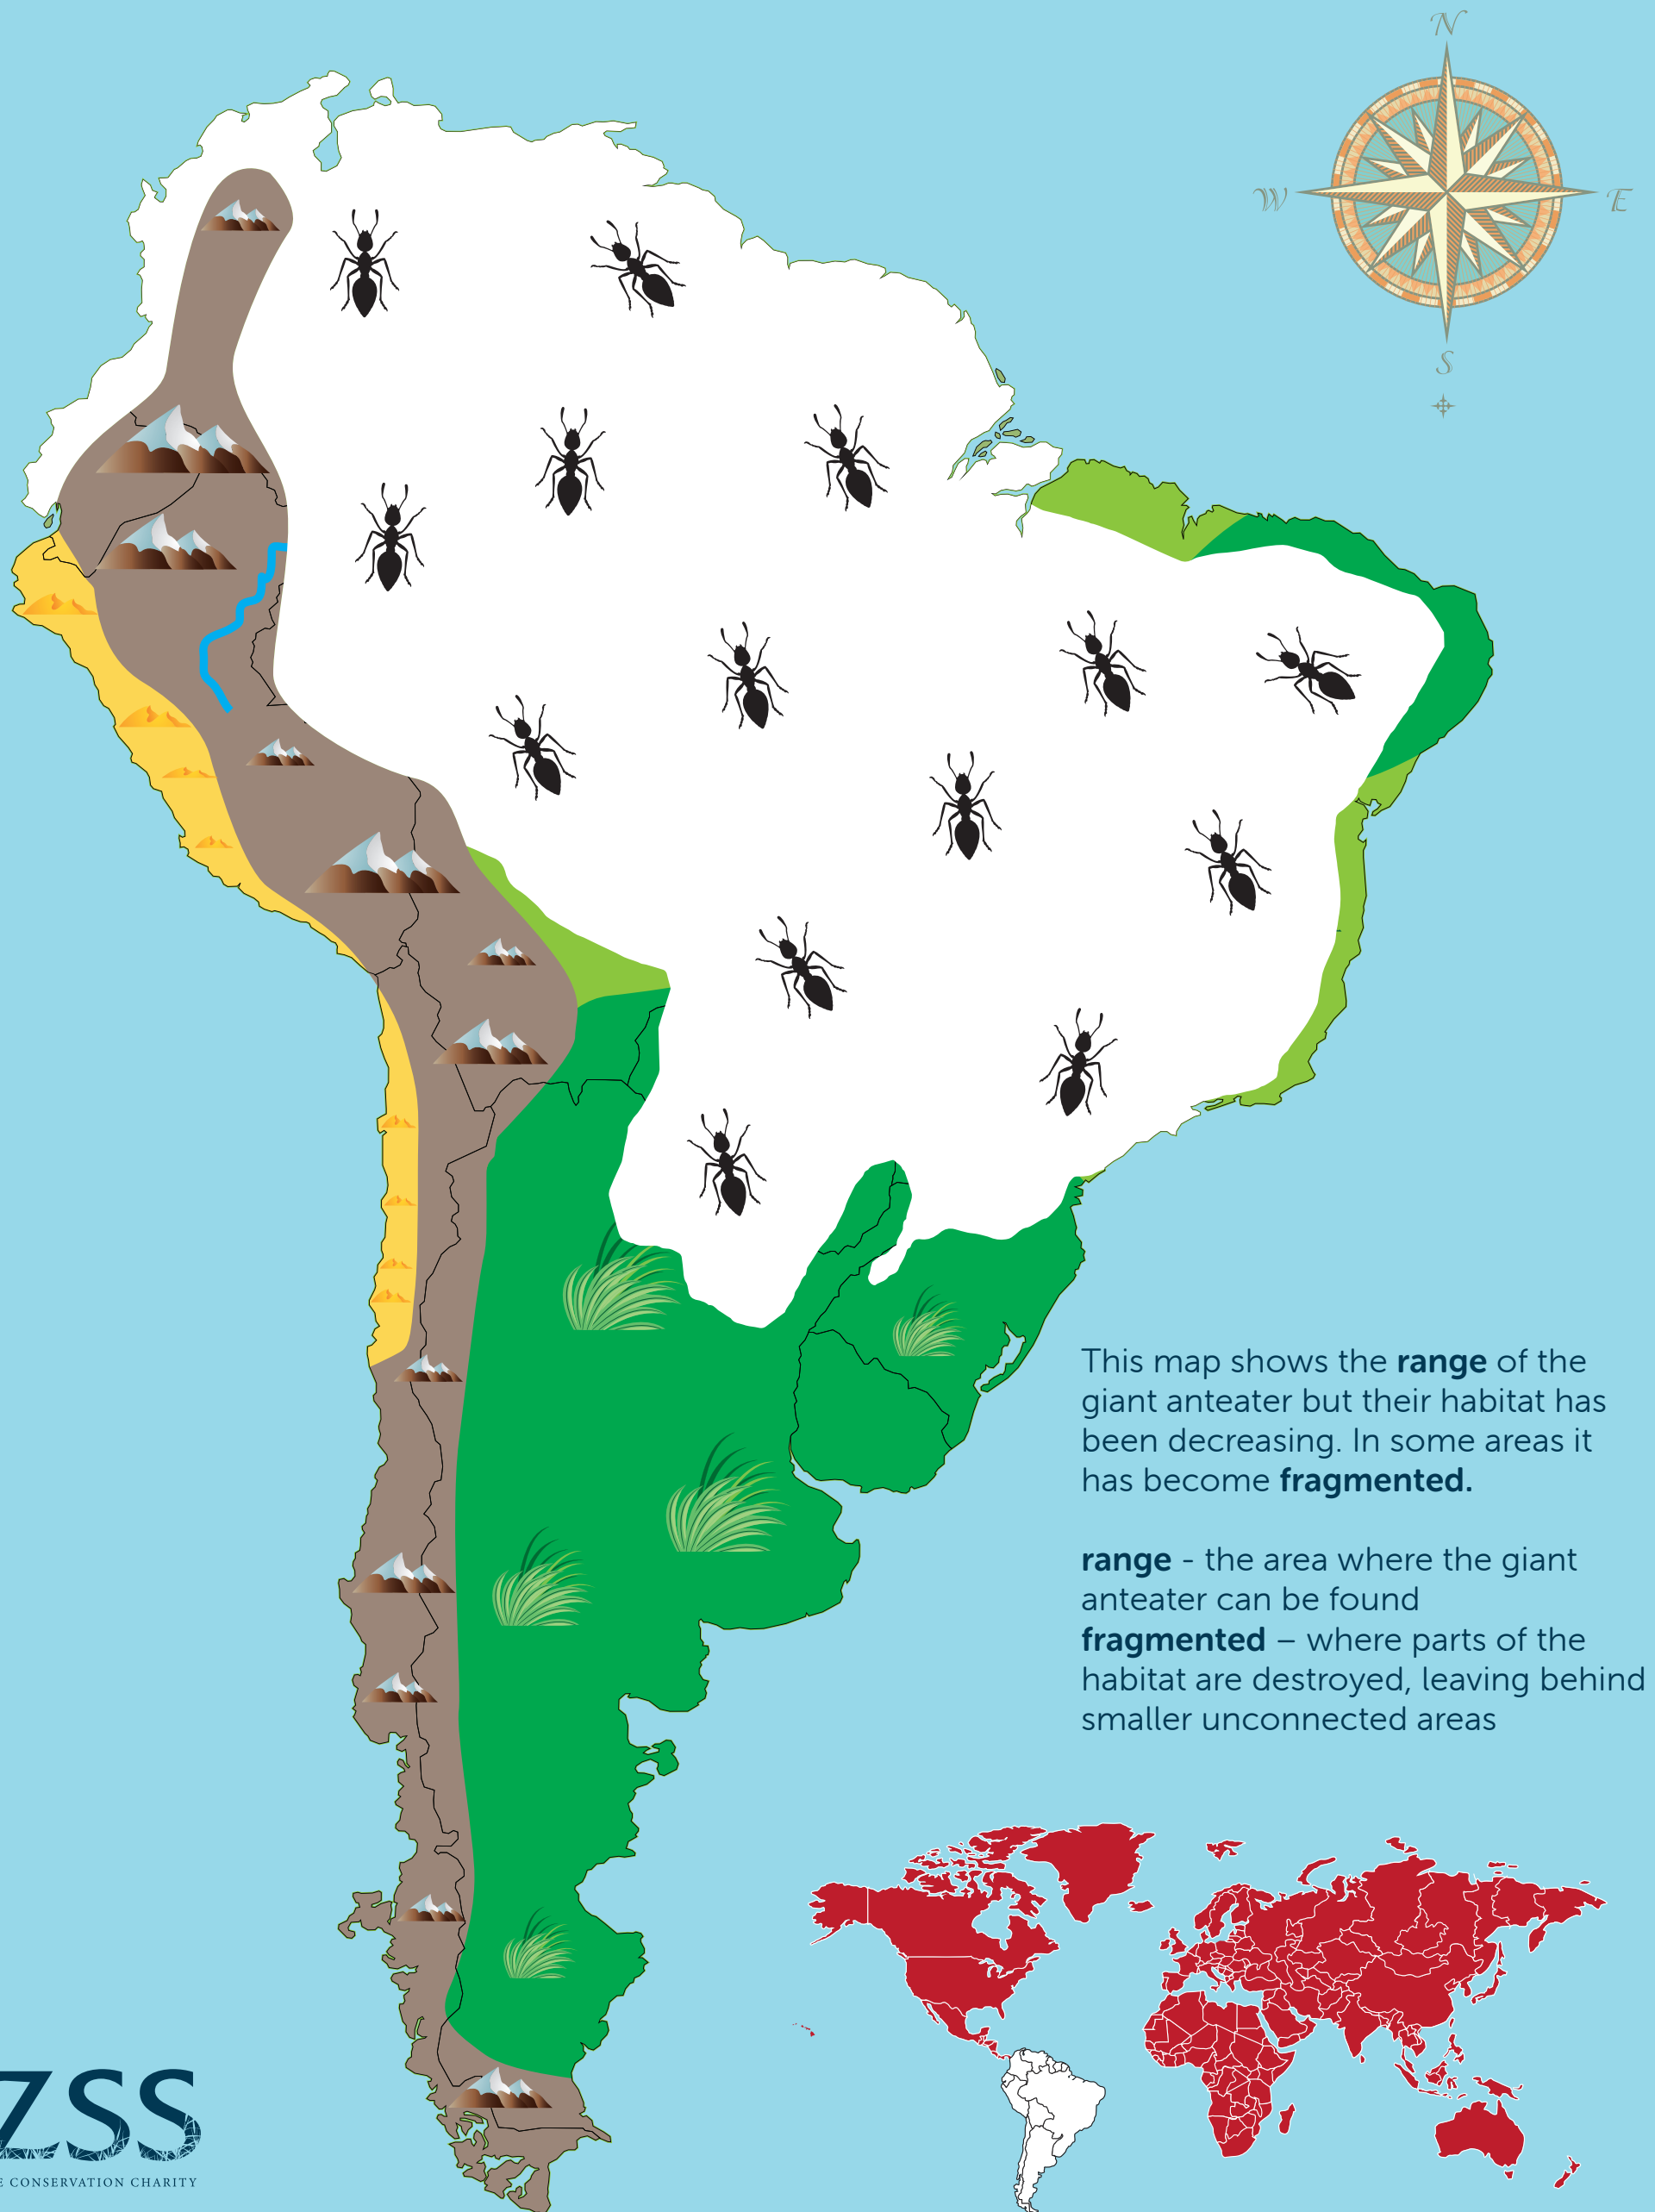 N
W
E
S
This map shows the range of the
giant anteater but their habitat has
been decreasing. In some areas it
has become fragmented.
range - the area where the giant
anteater can be found
fragmented – where parts of the
habitat are destroyed, leaving behind
smaller unconnected areas
ZSS
E CONSERVATION CHARITY